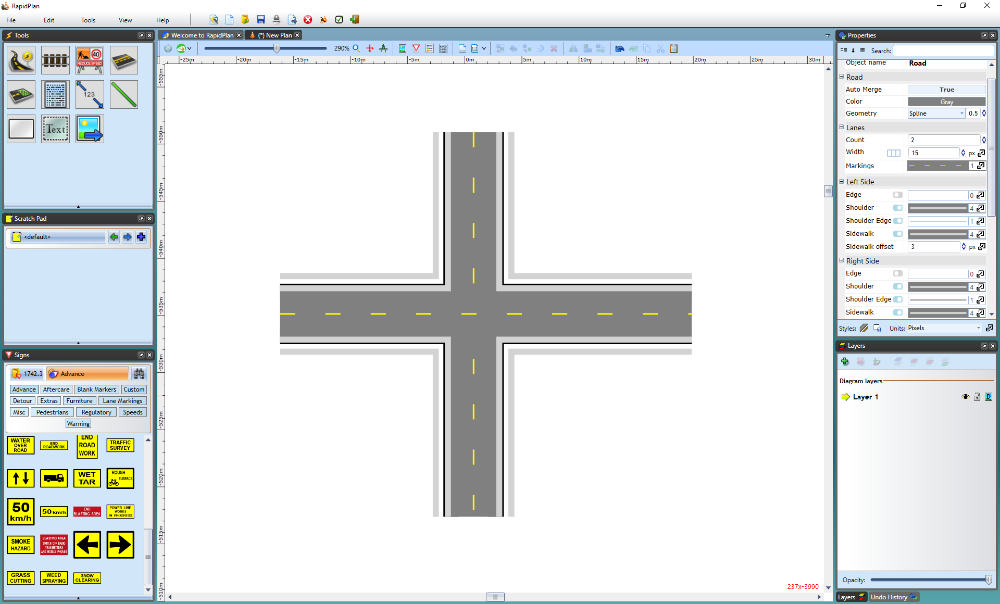 RapidPlan
File Edit Tools View Help
Tools
40
REDUCE SPEED
123
Text
Scratch Pad
<default>
Signs
1742.3 Advance
Advance Aftercare Blank Markers Custom
Detour Extras Furniture Lane Markings
Misc Pedestrians Regulatory Speeds
Warning
WATER OVER ROAD
END ROADWORK
END ROAD WORK
TRAFFIC SURVEY
WET TAR
ROUGH SURFACE
50 km/h
50 km/h
END BLASTING AREA
POWER LINE WORKS IN PROGRESS
SMOKE HAZARD
BLASTING AREA SWITCH OFF RADIO TRANSMITTERS AND MOBILE PHONES
GRASS CUTTING
WEED SPRAYING
SNOW CLEARING
Welcome to RapidPlan (*) New Plan
290%
-25m -20m -15m -10m -5m 0m 5m 10m 15m 20m 25m 30m
-555m
-550m
-545m
-540m
-535m
-530m
-525m
-520m
-515m
-510m
237x-3990
Properties
Search:
Object name Road
Road
Auto Merge True
Color Gray
Geometry Spline 0.5
Lanes
Count 2
Width 15 px
Markings 1
Left Side
Edge 0
Shoulder 4
Shoulder Edge 1
Sidewalk 4
Sidewalk offset 3 px
Right Side
Edge 0
Shoulder 4
Shoulder Edge 1
Sidewalk 4
Styles: Units: Pixels
Layers
Diagram layers
Layer 1
D
Opacity:
Layers Undo History